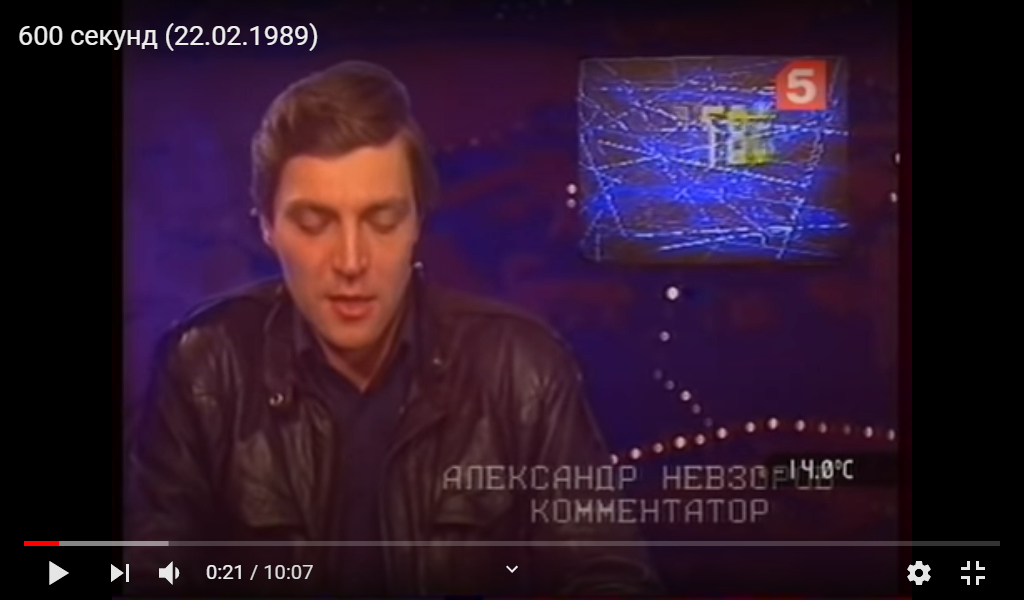 600 секунд (22.02.1989)
5
АЛЕКСАНДР НЕВЗОРОВ
14.0°C
КОММЕНТАТОР
0:21 / 10:07